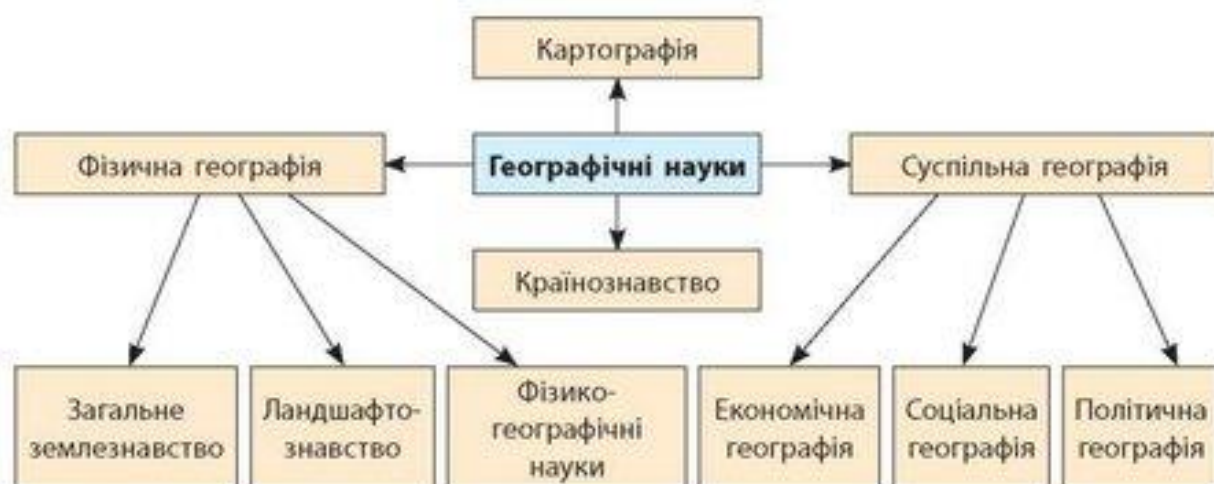 Картографія
Фізична географія
Географічні науки
Суспільна географія
Країнознавство
Загальне
землезнавство
Ландшафто-
знавство
Фізико-
географічні
науки
Економічна
географія
Соціальна
географія
Політична
географія